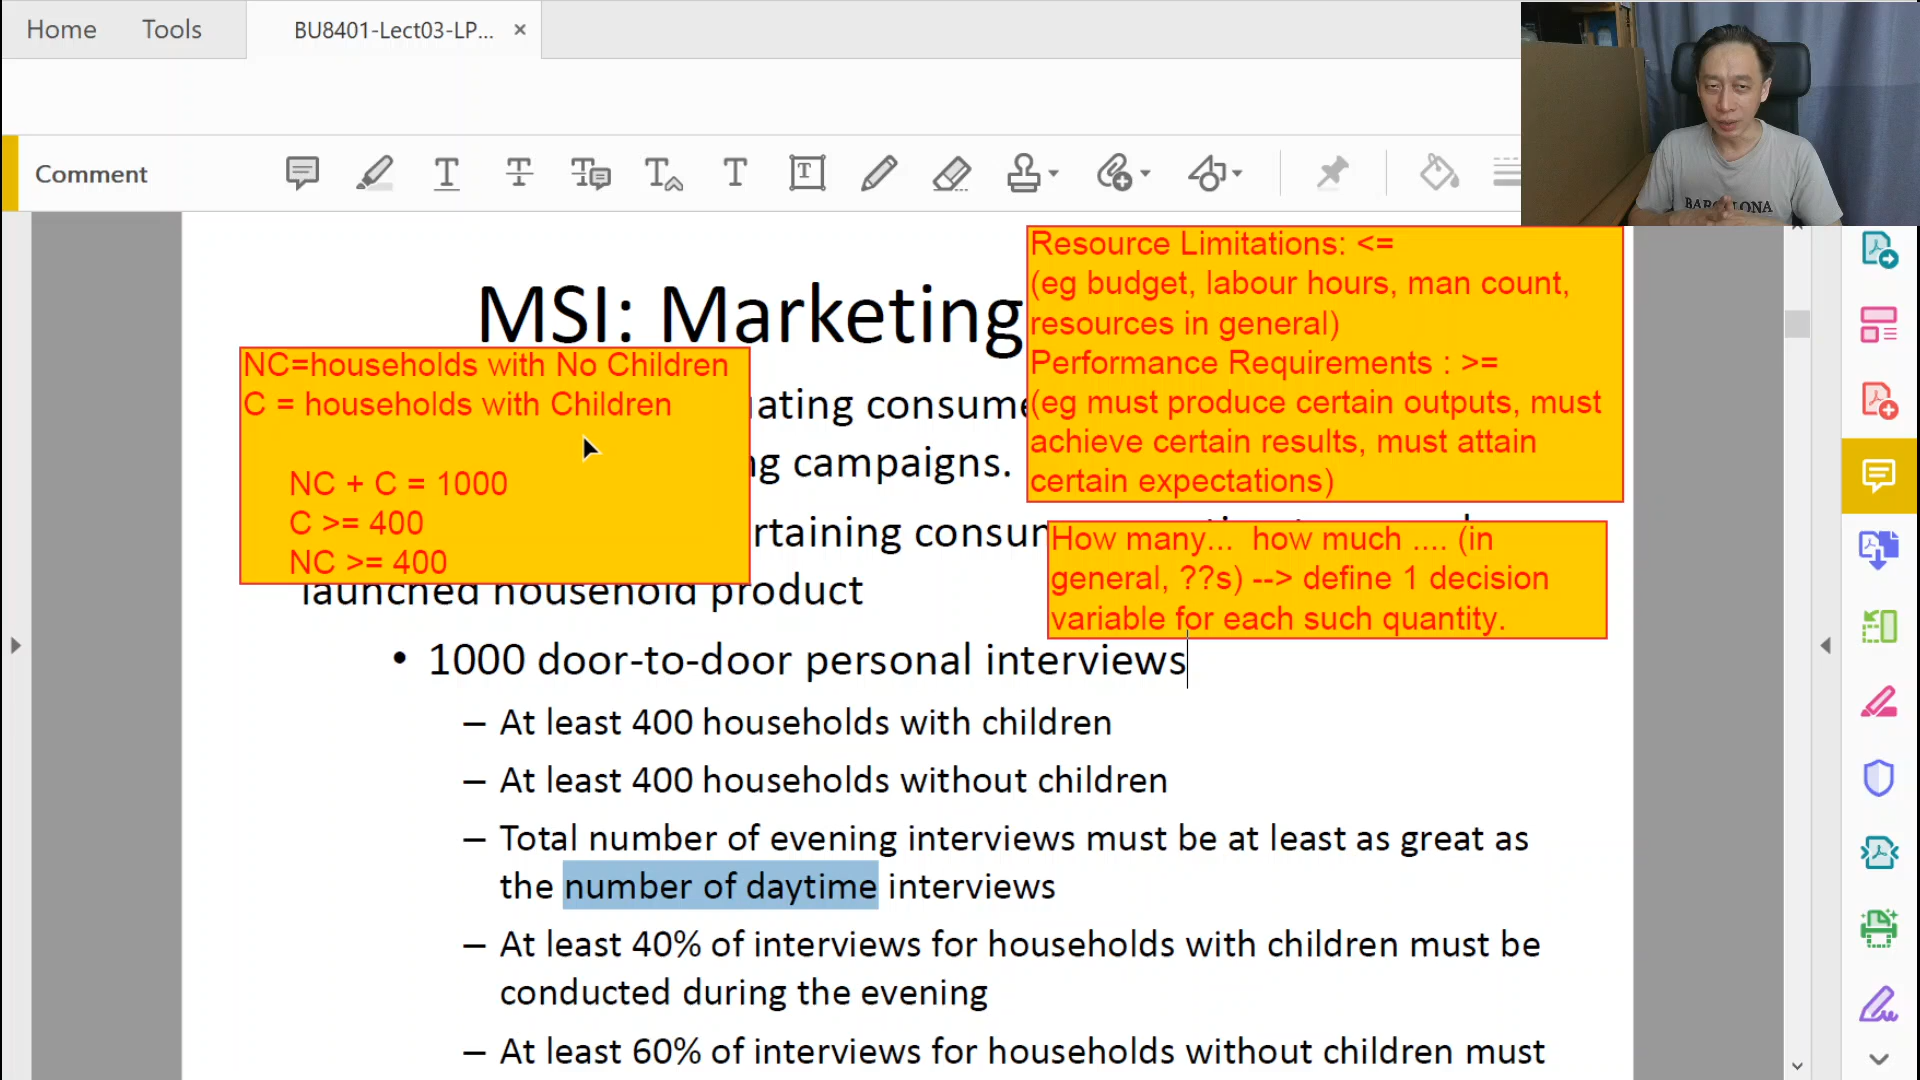 Home
Tools
BU8401-Lect03-LP...
Comment
BARCELONA
MSI: Marketing
Resource Limitations: <=
(eg budget, labour hours, man count,
resources in general)
Performance Requirements : >=
(eg must produce certain outputs, must
achieve certain results, must attain
certain expectations)
NC=households with No Children
C = households with Children
NC + C = 1000
C >= 400
NC >= 400
How many... how much .... (in
general, ??s) --> define 1 decision
variable for each such quantity.
ng campaigns.
launched household product
• 1000 door-to-door personal interviews
– At least 400 households with children
– At least 400 households without children
– Total number of evening interviews must be at least as great as
the number of daytime interviews
– At least 40% of interviews for households with children must be
conducted during the evening
– At least 60% of interviews for households without children must